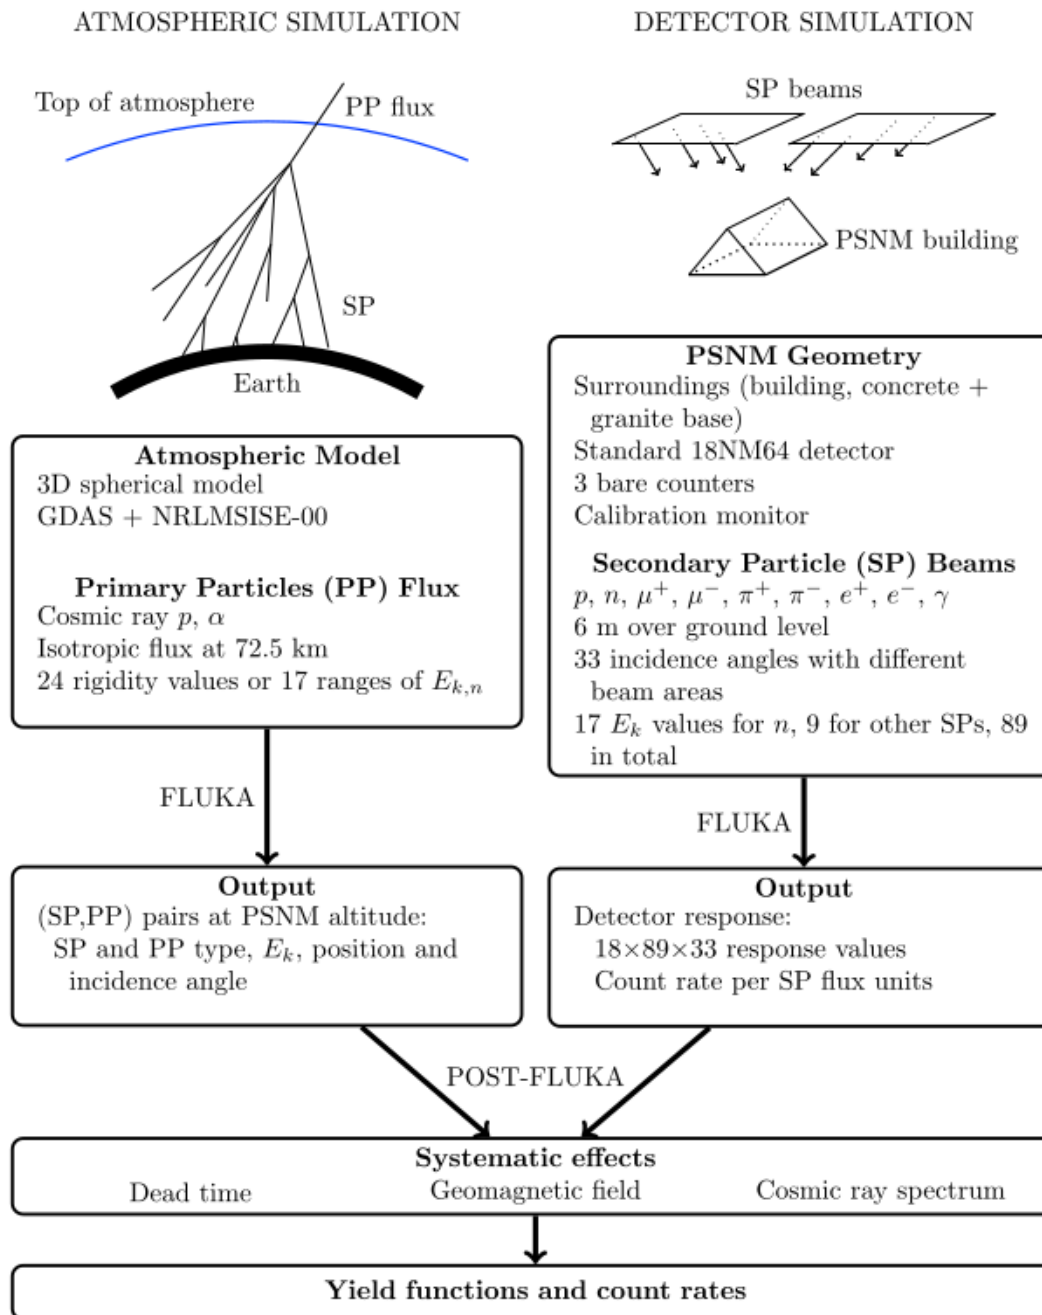 ATMOSPHERIC SIMULATION
Top of atmosphere
PP flux
SP
Earth
Atmospheric Model
3D spherical model
GDAS + NRLMSISE-00
Primary Particles (PP) Flux
Cosmic ray p, α
Isotropic flux at 72.5 km
24 rigidity values or 17 ranges of E_{k,n}
FLUKA
Output
(SP,PP) pairs at PSNM altitude:
SP and PP type, E_k, position and
incidence angle
DETECTOR SIMULATION
SP beams
PSNM building
PSNM Geometry
Surroundings (building, concrete +
granite base)
Standard 18NM64 detector
3 bare counters
Calibration monitor
Secondary Particle (SP) Beams
p, n, μ⁺, μ⁻, π⁺, π⁻, e⁺, e⁻, γ
6 m over ground level
33 incidence angles with different
beam areas
17 E_k values for n, 9 for other SPs, 89
in total
FLUKA
Output
Detector response:
18×89×33 response values
Count rate per SP flux units
POST-FLUKA
Systematic effects
Dead time
Geomagnetic field
Cosmic ray spectrum
Yield functions and count rates